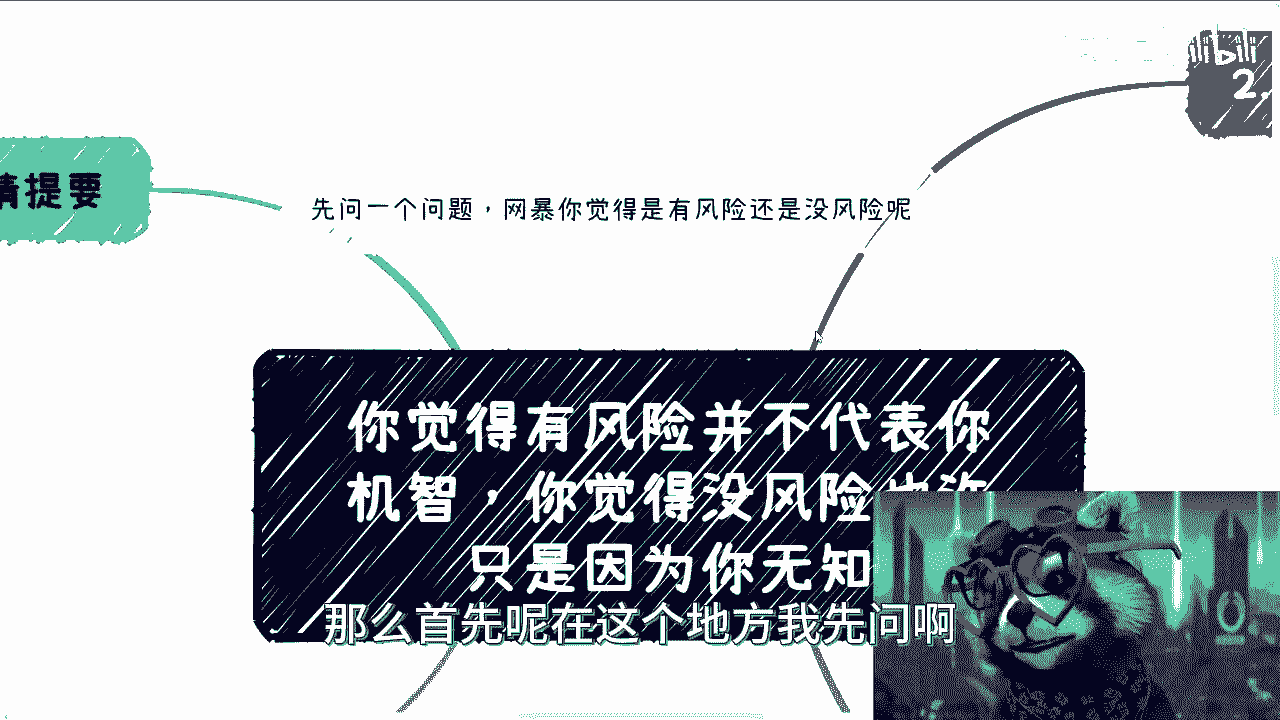 bilibili
2.
情提要
先问一个问题，网暴你觉得是有风险还是没风险呢
你觉得有风险并不代表你
机智，你觉得没风险也许
只是因为你无知
那么首先呢在这个地方我先问啊